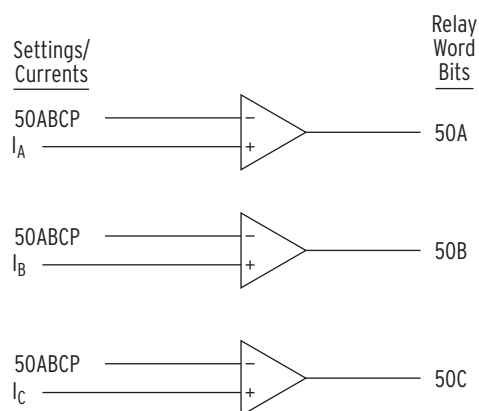 Settings/
Currents
Relay
Word
Bits
50ABCP
I_A
−
+
50A
50ABCP
I_B
−
+
50B
50ABCP
I_C
−
+
50C